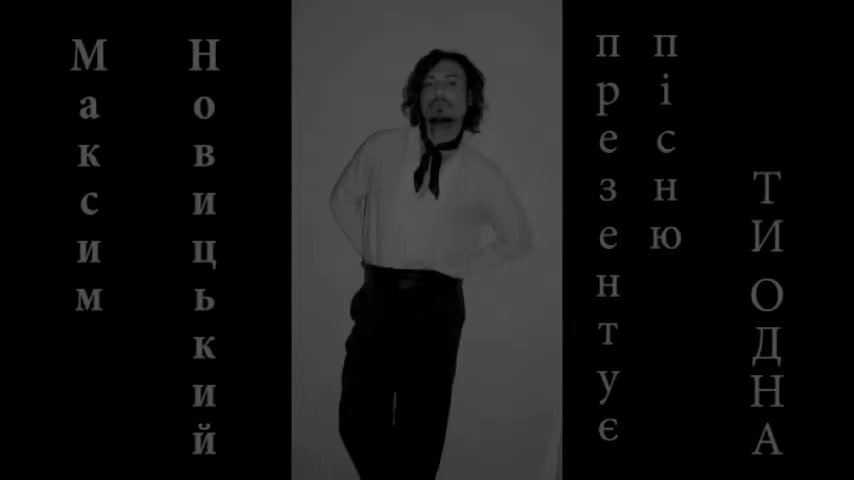 Максим
Новицький
презентує
пісню
ТИ ОДНА